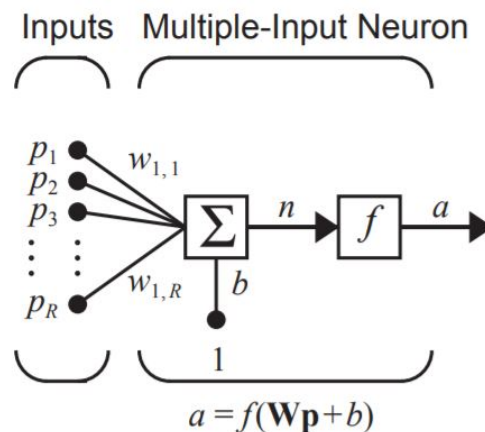 Inputs Multiple-Input Neuron
p₁
w₁,₁
p₂
p₃
Σ n f a
w₁,R
b
pR
1
a = f(Wp+b)